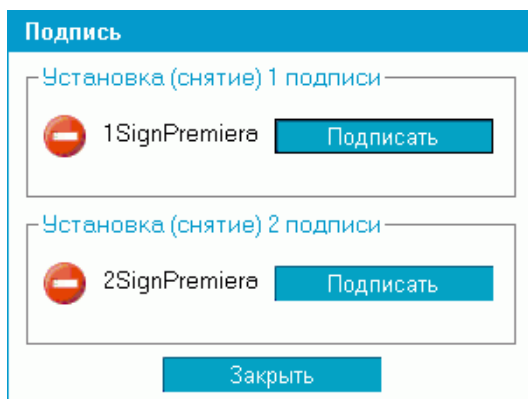 Подпись
Установка (снятие) 1 подписи
1SignPremiera Подписать
Установка (снятие) 2 подписи
2SignPremiera Подписать
Закрыть